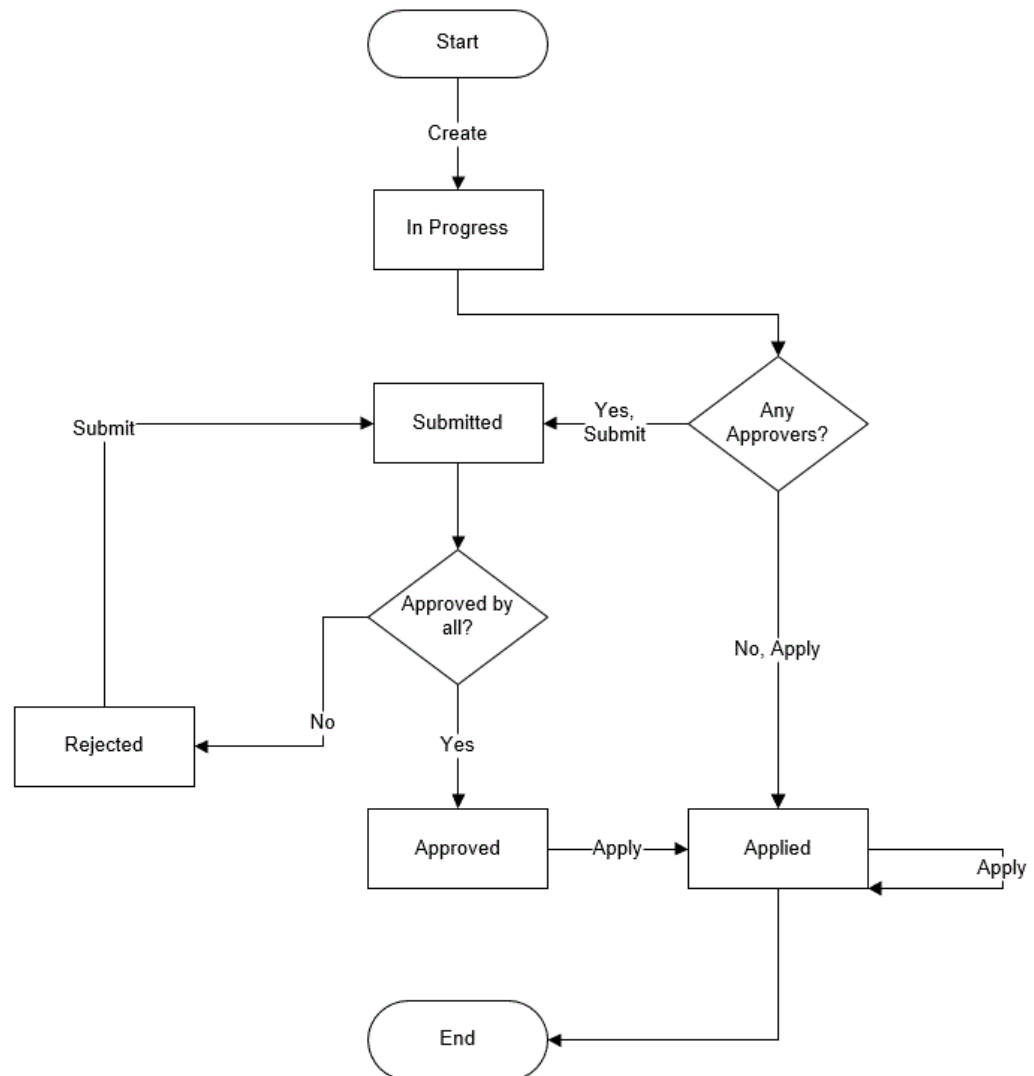 Start
Create
In Progress
Any
Approvers?
Yes,
Submit
Submitted
Submit
Approved by
all?
No, Apply
No
Rejected
Yes
Approved
Apply
Applied
Apply
End